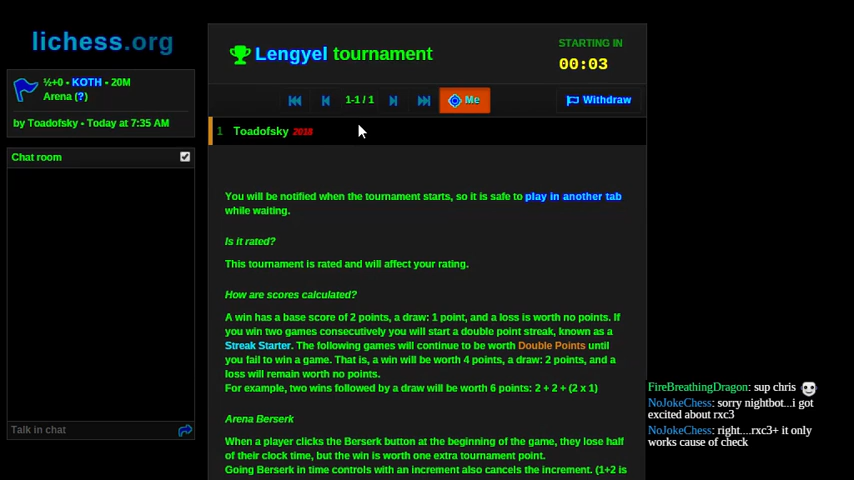 lichess.org
½+0 • KOTH • 20M
Arena (?)
by Toadofsky • Today at 7:35 AM
Chat room
Talk in chat
Lengyel tournament
STARTING IN
00:03
1-1 / 1
Me
Withdraw
1 Toadofsky 2018
You will be notified when the tournament starts, so it is safe to play in another tab
while waiting.
Is it rated?
This tournament is rated and will affect your rating.
How are scores calculated?
A win has a base score of 2 points, a draw: 1 point, and a loss is worth no points. If
you win two games consecutively you will start a double point streak, known as a
Streak Starter. The following games will continue to be worth Double Points until
you fail to win a game. That is, a win will be worth 4 points, a draw: 2 points, and a
loss will remain worth no points.
For example, two wins followed by a draw will be worth 6 points: 2 + 2 + (2 x 1)
Arena Berserk
When a player clicks the Berserk button at the beginning of the game, they lose half
of their clock time, but the win is worth one extra tournament point.
Going Berserk in time controls with an increment also cancels the increment. (1+2 is
FireBreathingDragon: sup chris
NoJokeChess: sorry nightbot...i got
excited about rxc3
NoJokeChess: right....rxc3+ it only
works cause of check